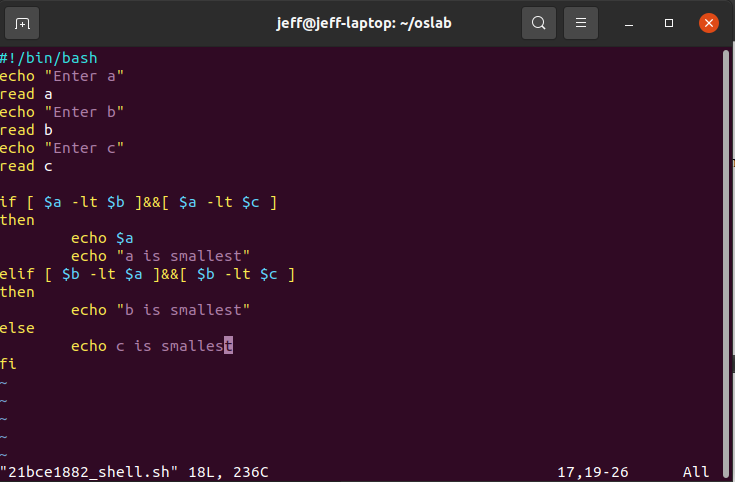 jeff@jeff-laptop: ~/oslab
#!/bin/bash
echo "Enter a"
read a
echo "Enter b"
read b
echo "Enter c"
read c

if [ $a -lt $b ]&&[ $a -lt $c ]
then
        echo $a
        echo "a is smallest"
elif [ $b -lt $a ]&&[ $b -lt $c ]
then
        echo "b is smallest"
else
        echo c is smallest
fi
~
~
~
~
~
"21bce1882_shell.sh" 18L, 236C 17,19-26 All